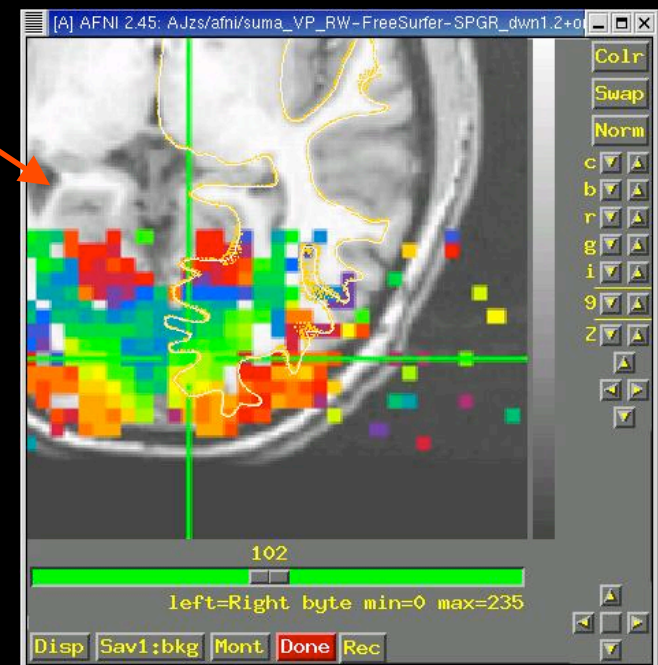 [A] AFNI 2.45: AJzs/afni/suma_VP_RW-FreeSurfer-SPGR_dwn1.2+o
Colr
Swap
Norm
c
b
r
g
i
9
Z
102
left=Right byte min=0 max=235
Disp Sav1:bkg Mont Done Rec